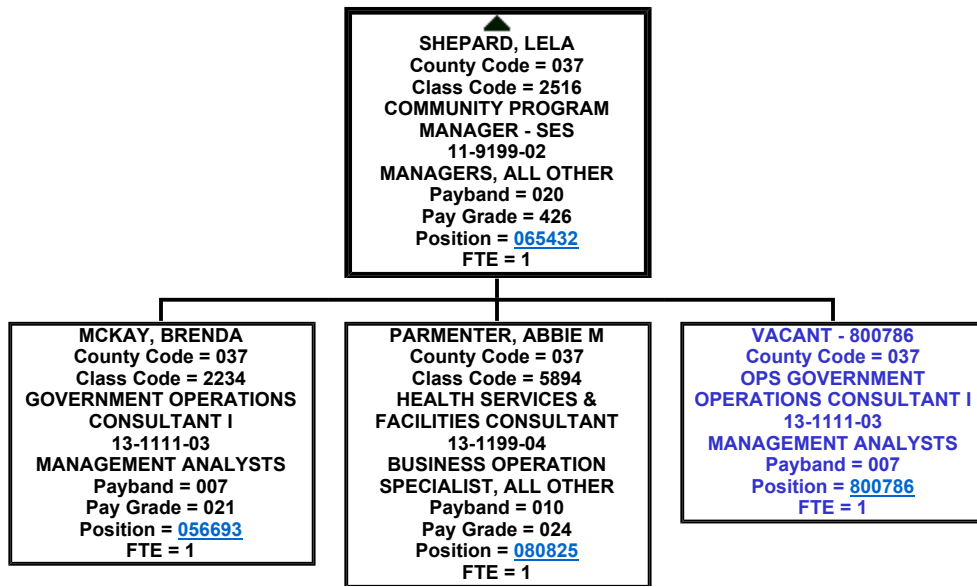 SHEPARD, LELA
County Code = 037
Class Code = 2516
COMMUNITY PROGRAM
MANAGER - SES
11-9199-02
MANAGERS, ALL OTHER
Payband = 020
Pay Grade = 426
Position = 065432
FTE = 1
MCKAY, BRENDA
County Code = 037
Class Code = 2234
GOVERNMENT OPERATIONS
CONSULTANT I
13-1111-03
MANAGEMENT ANALYSTS
Payband = 007
Pay Grade = 021
Position = 056693
FTE = 1
PARMENTER, ABBIE M
County Code = 037
Class Code = 5894
HEALTH SERVICES &
FACILITIES CONSULTANT
13-1199-04
BUSINESS OPERATION
SPECIALIST, ALL OTHER
Payband = 010
Pay Grade = 024
Position = 080825
FTE = 1
VACANT - 800786
County Code = 037
OPS GOVERNMENT
OPERATIONS CONSULTANT I
13-1111-03
MANAGEMENT ANALYSTS
Payband = 007
Position = 800786
FTE = 1